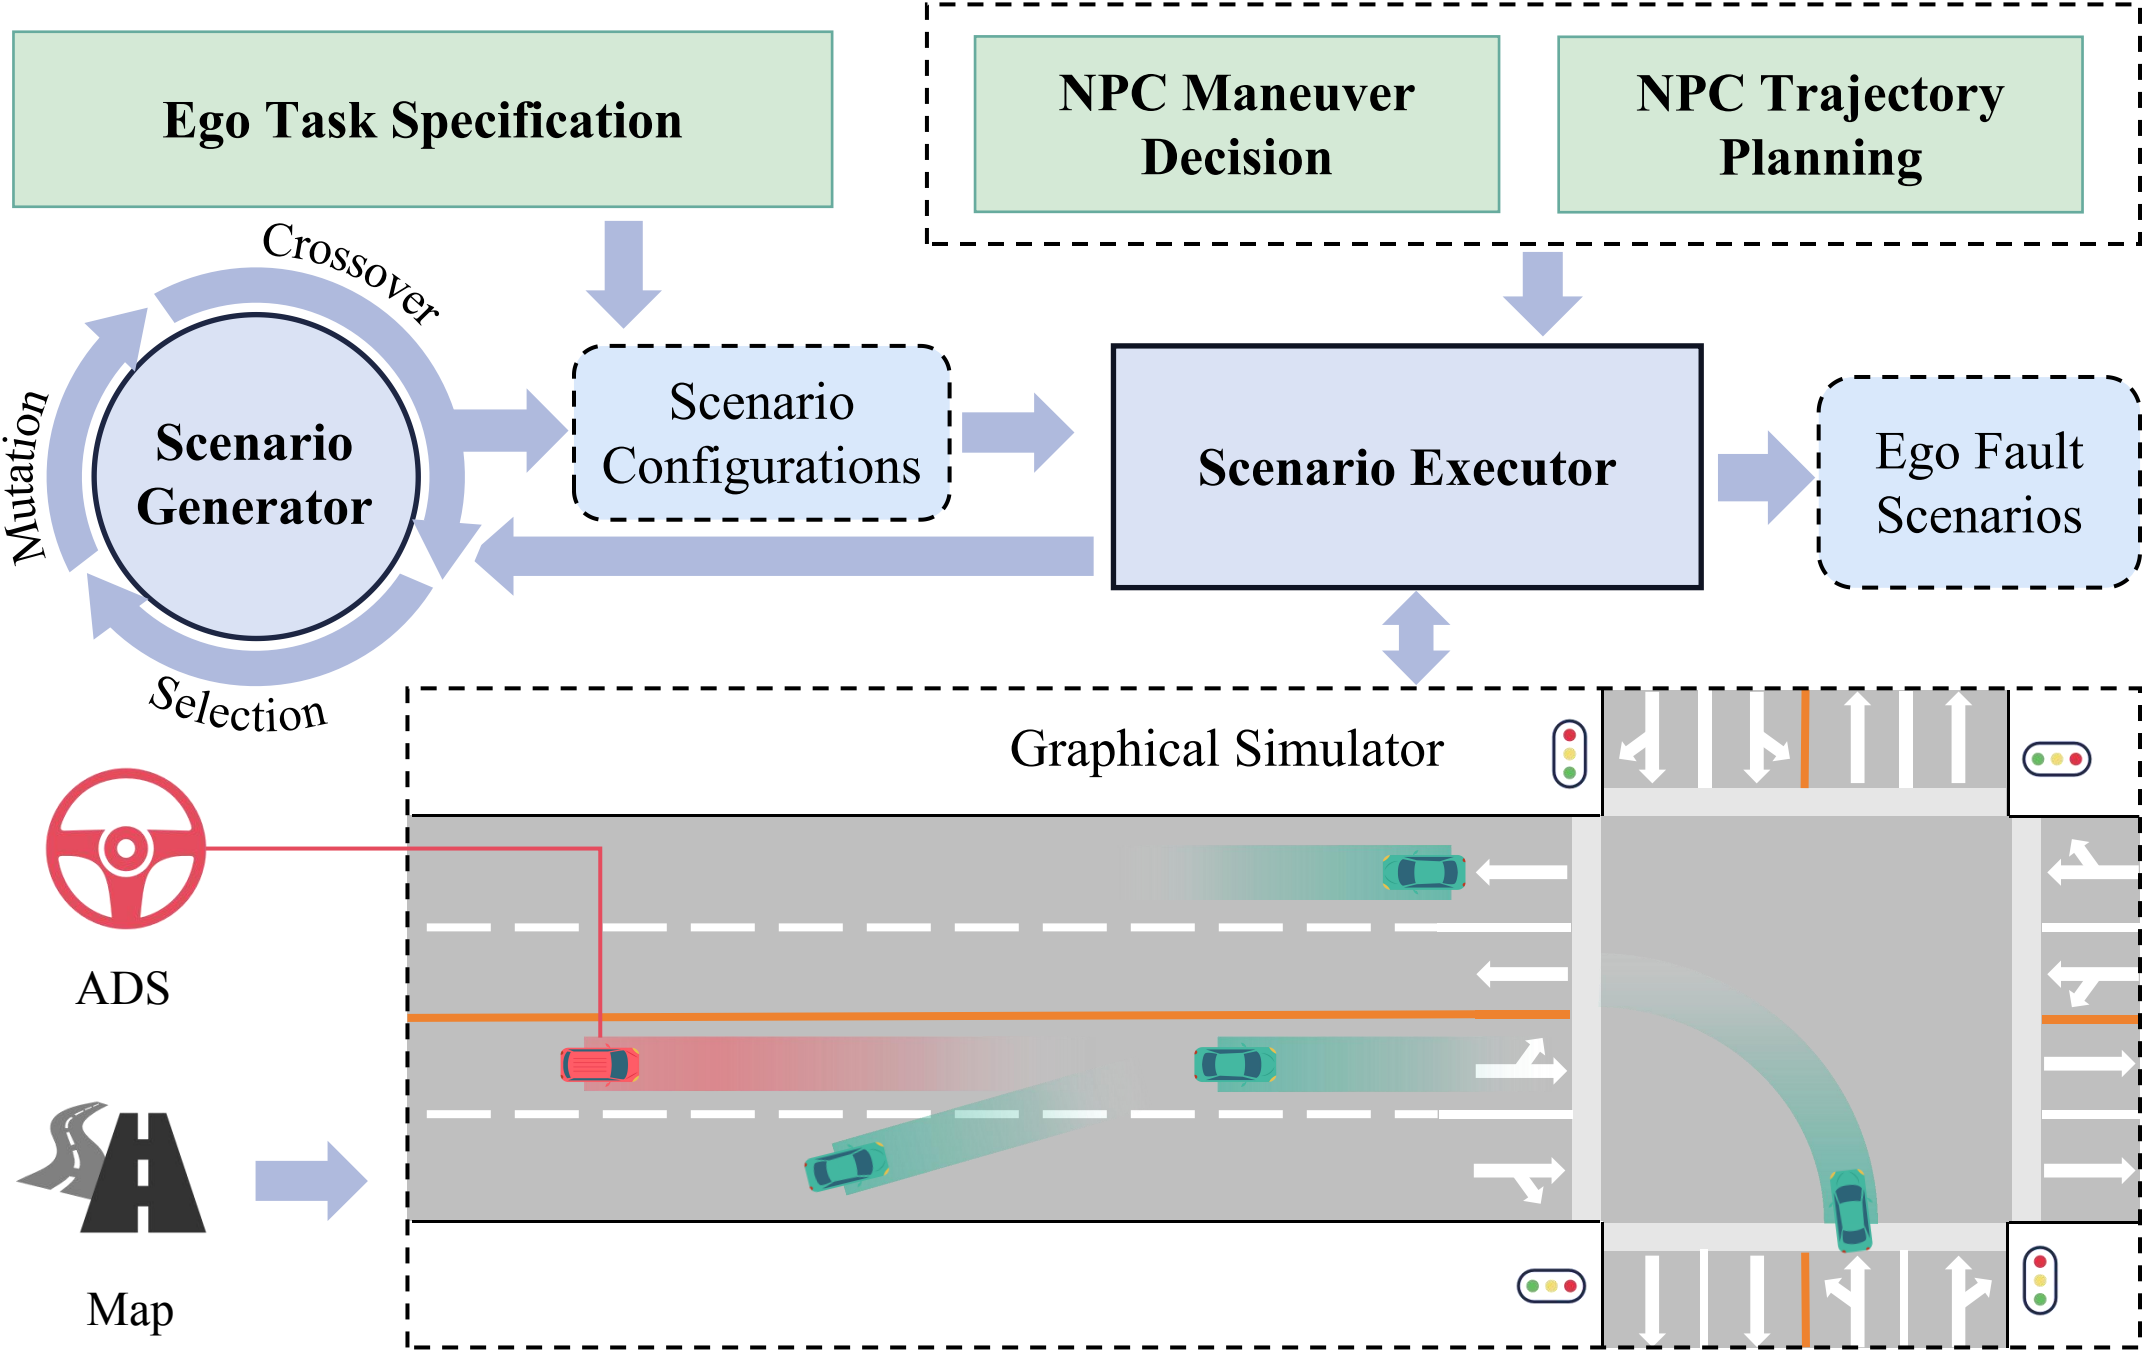 Ego Task Specification
NPC Maneuver
Decision
NPC Trajectory
Planning
Crossover
Mutation
Selection
Scenario
Generator
Scenario
Configurations
Scenario Executor
Ego Fault
Scenarios
Graphical Simulator
ADS
Map